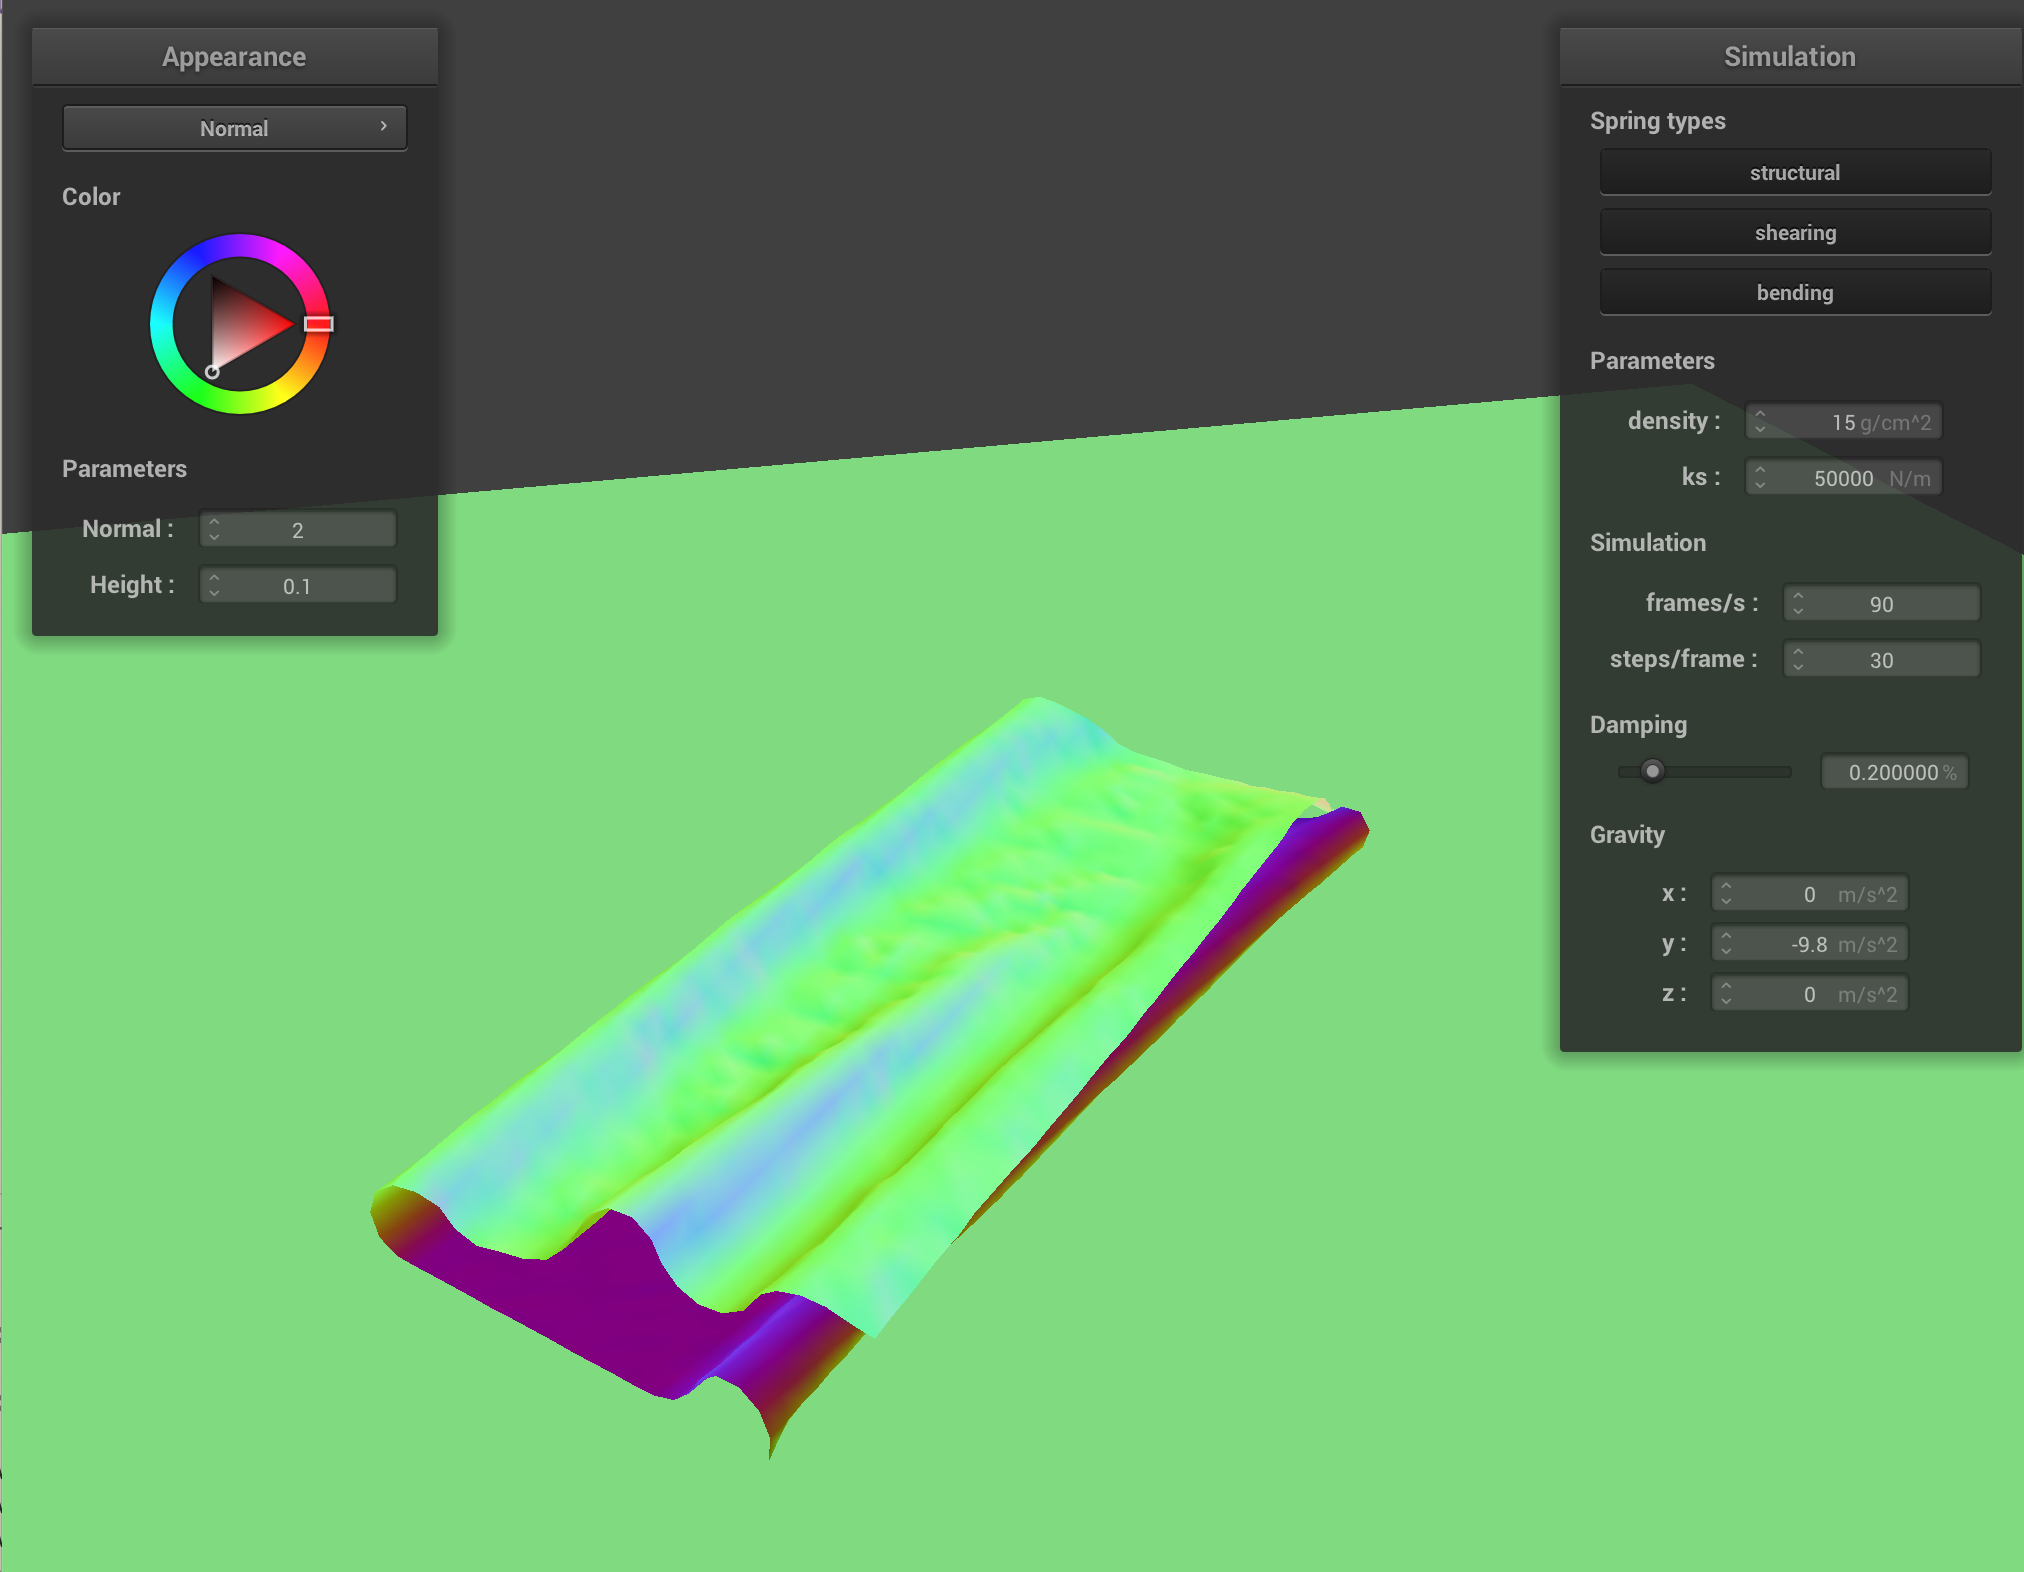 Appearance
Normal
Color
Parameters
Normal : 2
Height : 0.1
Simulation
Spring types
structural
shearing
bending
Parameters
density : 15 g/cm^2
ks : 50000 N/m
Simulation
frames/s : 90
steps/frame : 30
Damping
0.200000 %
Gravity
x : 0 m/s^2
y : -9.8 m/s^2
z : 0 m/s^2